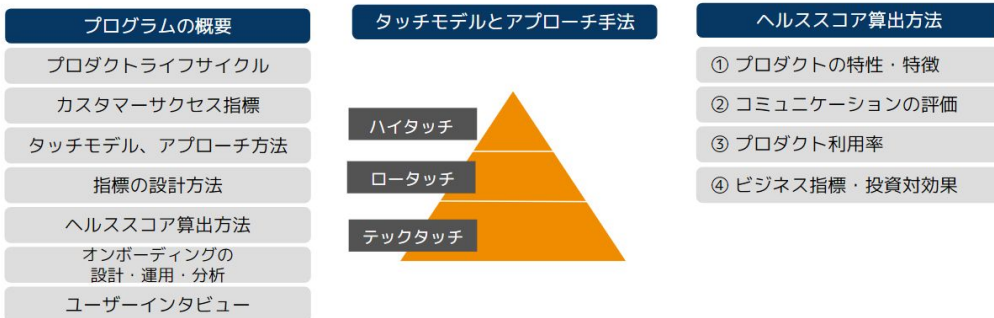 プログラムの概要
プロダクトライフサイクル
カスタマーサクセス指標
タッチモデル、アプローチ方法
指標の設計方法
ヘルススコア算出方法
オンボーディングの
設計・運用・分析
ユーザーインタビュー
タッチモデルとアプローチ手法
ハイタッチ
ロータッチ
テックタッチ
ヘルススコア算出方法
① プロダクトの特性・特徴
② コミュニケーションの評価
③ プロダクト利用率
④ ビジネス指標・投資対効果